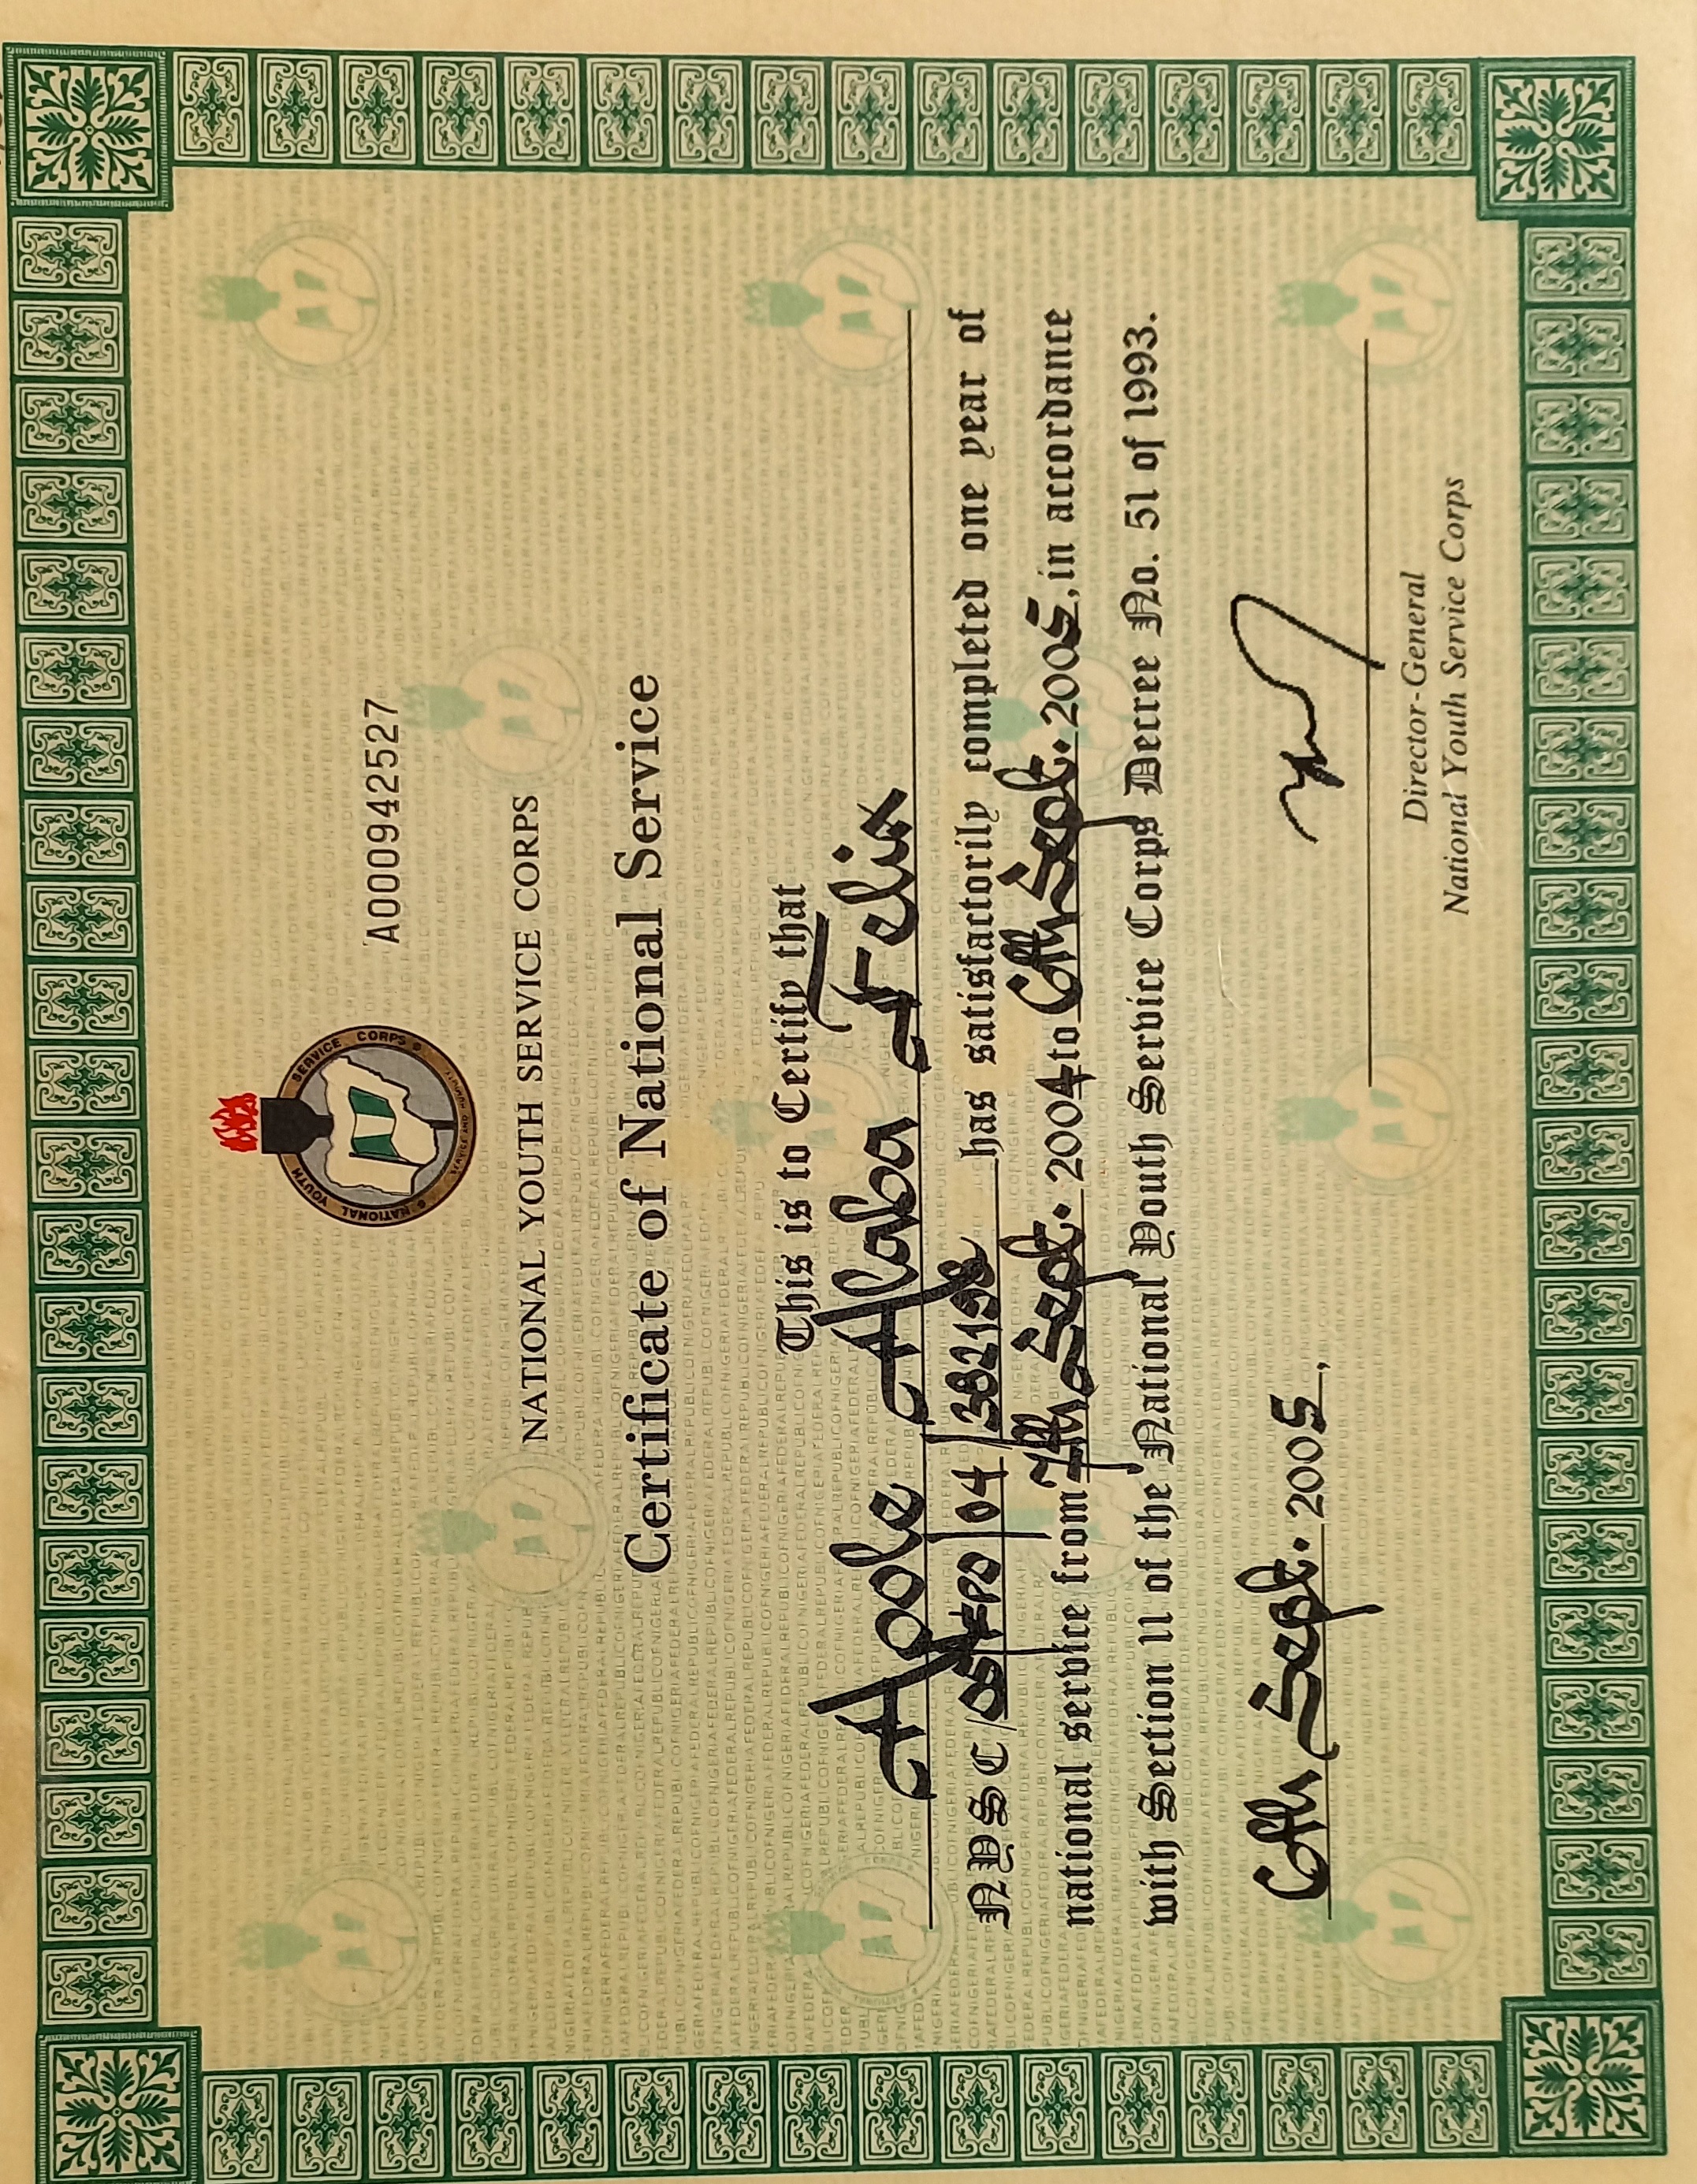 A000942527
NATIONAL YOUTH SERVICE CORPS
Certificate of National Service
This is to Certify that
Apole Alaba Felix
NYSC/ /04/1382158 has satisfactorily completed one year of
national service from 7th Sept. 2004 to 6th Sept. 2005, in accordance
with Section 11 of the National Youth Service Corps Decree No. 51 of 1993.
6th Sept. 2005,
Director-General
National Youth Service Corps